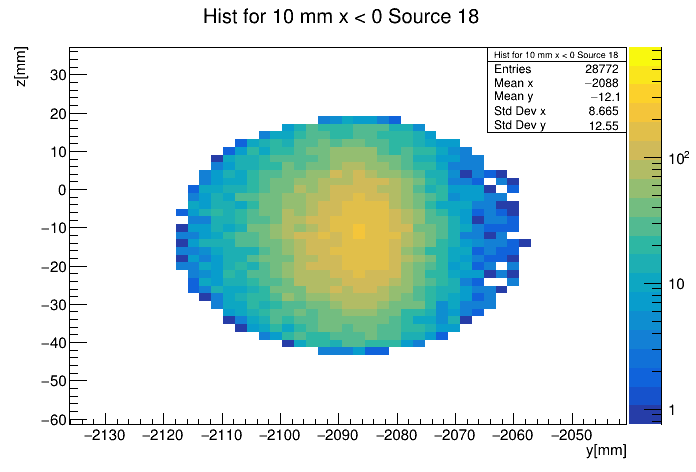 Hist for 10 mm x < 0 Source 18
z[mm]
Hist for 10 mm x < 0 Source 18
Entries 28772
Mean x −2088
Mean y −12.1
Std Dev x 8.665
Std Dev y 12.55
30
20
10
0
−10
−20
−30
−40
−50
−60
10²
10
1
−2130 −2120 −2110 −2100 −2090 −2080 −2070 −2060 −2050
y[mm]